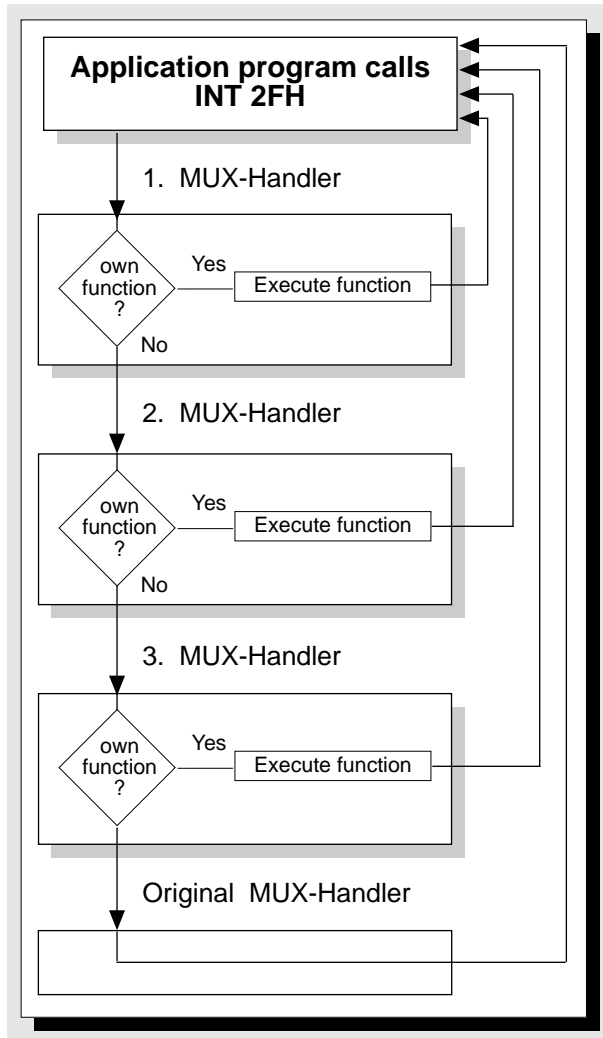 Application program calls
INT 2FH
1. MUX-Handler
own
function
?
Yes
Execute function
No
2. MUX-Handler
own
function
?
Yes
Execute function
No
3. MUX-Handler
own
function
?
Yes
Execute function
Original MUX-Handler